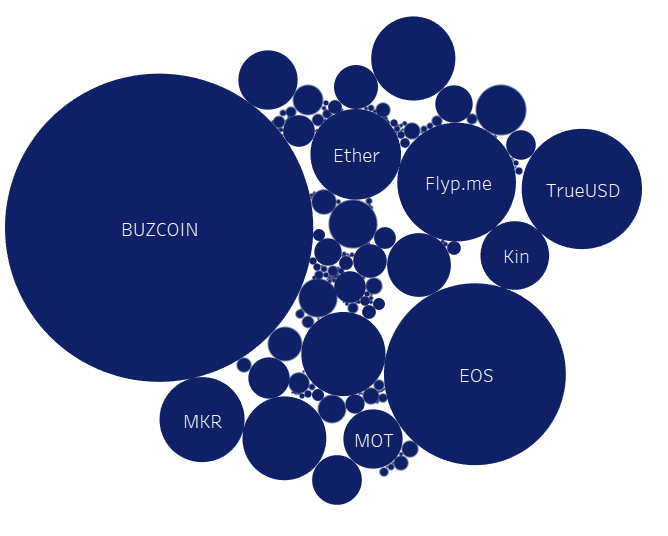 Ether
Flyp.me
TrueUSD
BUZCOIN
Kin
EOS
MKR
MOT